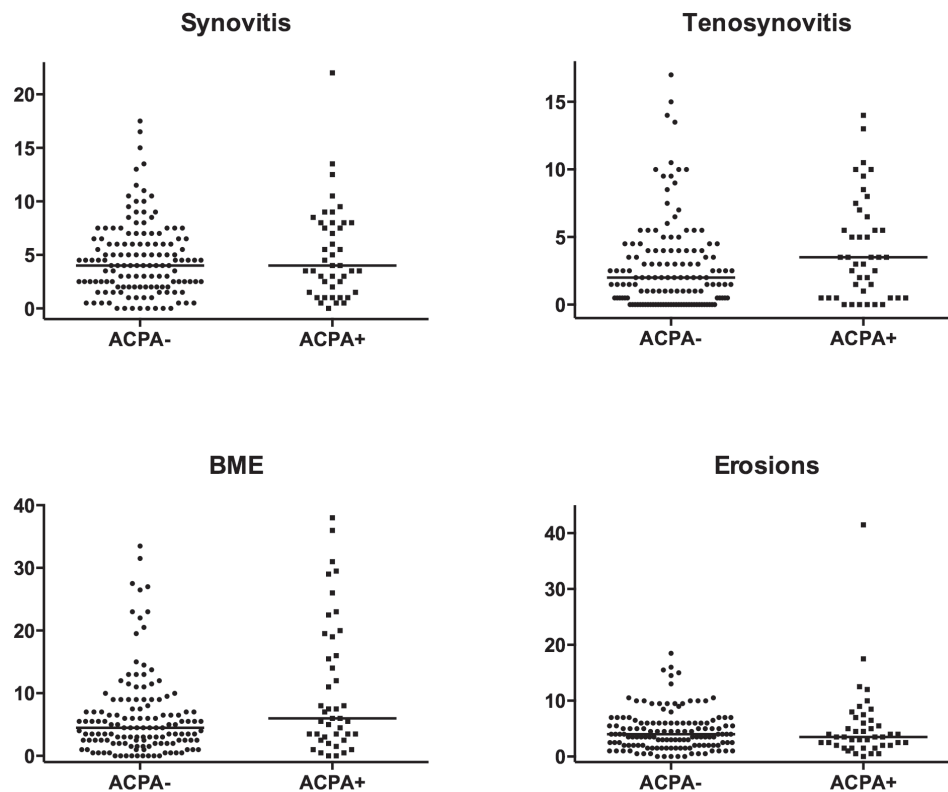 Synovitis
20
15
10
5
0
ACPA-
ACPA+
Tenosynovitis
15
10
5
0
ACPA-
ACPA+
BME
40
30
20
10
0
ACPA-
ACPA+
Erosions
40
30
20
10
0
ACPA-
ACPA+